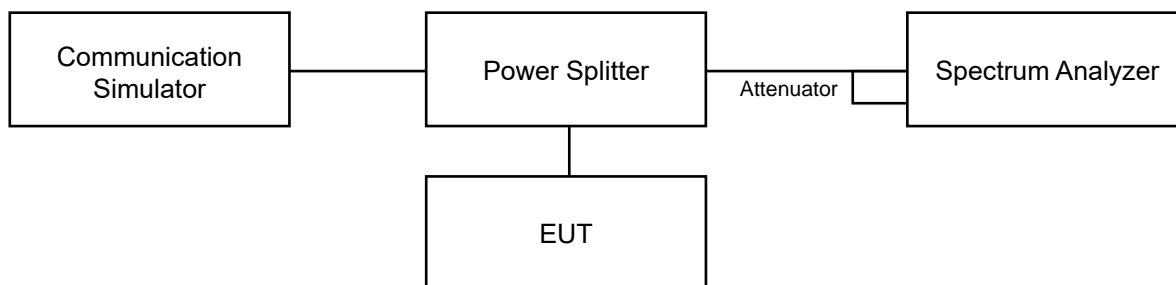 Communication
Simulator
Power Splitter
Attenuator
Spectrum Analyzer
EUT